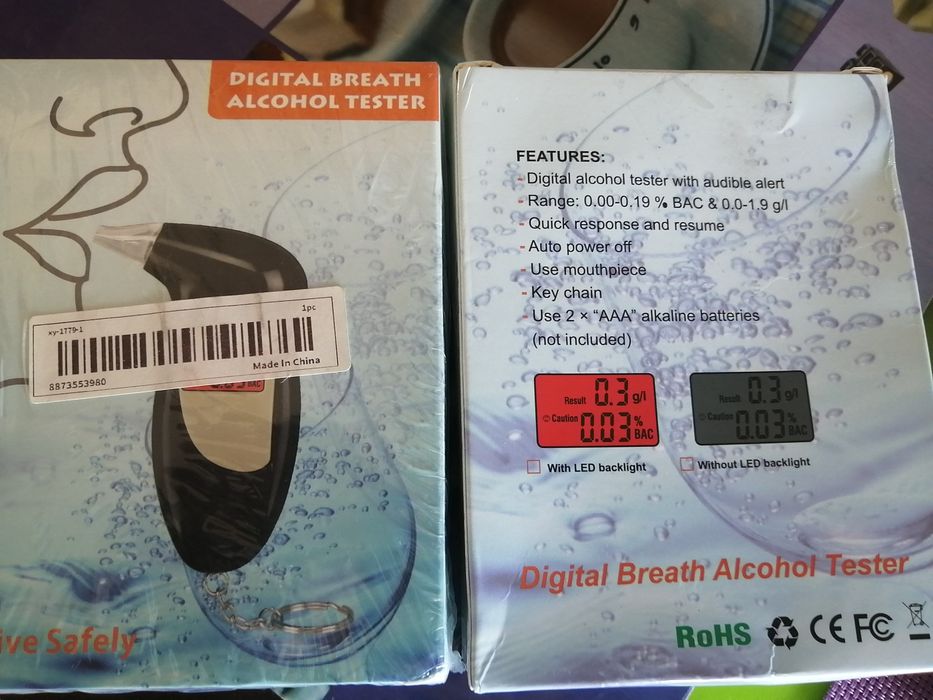 DIGITAL BREATH
ALCOHOL TESTER
xy-1779-1
1pc
Made In China
8873553980
BAC
ive Safely
FEATURES:
- Digital alcohol tester with audible alert
- Range: 0.00-0.19 % BAC & 0.0-1.9 g/l
- Quick response and resume
- Auto power off
- Use mouthpiece
- Key chain
- Use 2 × “AAA” alkaline batteries
(not included)
Result 0.3 g/l
Caution 0.03 % BAC
With LED backlight
Result 0.3 g/l
Caution 0.03 % BAC
Without LED backlight
Digital Breath Alcohol Tester
RoHS CE FC